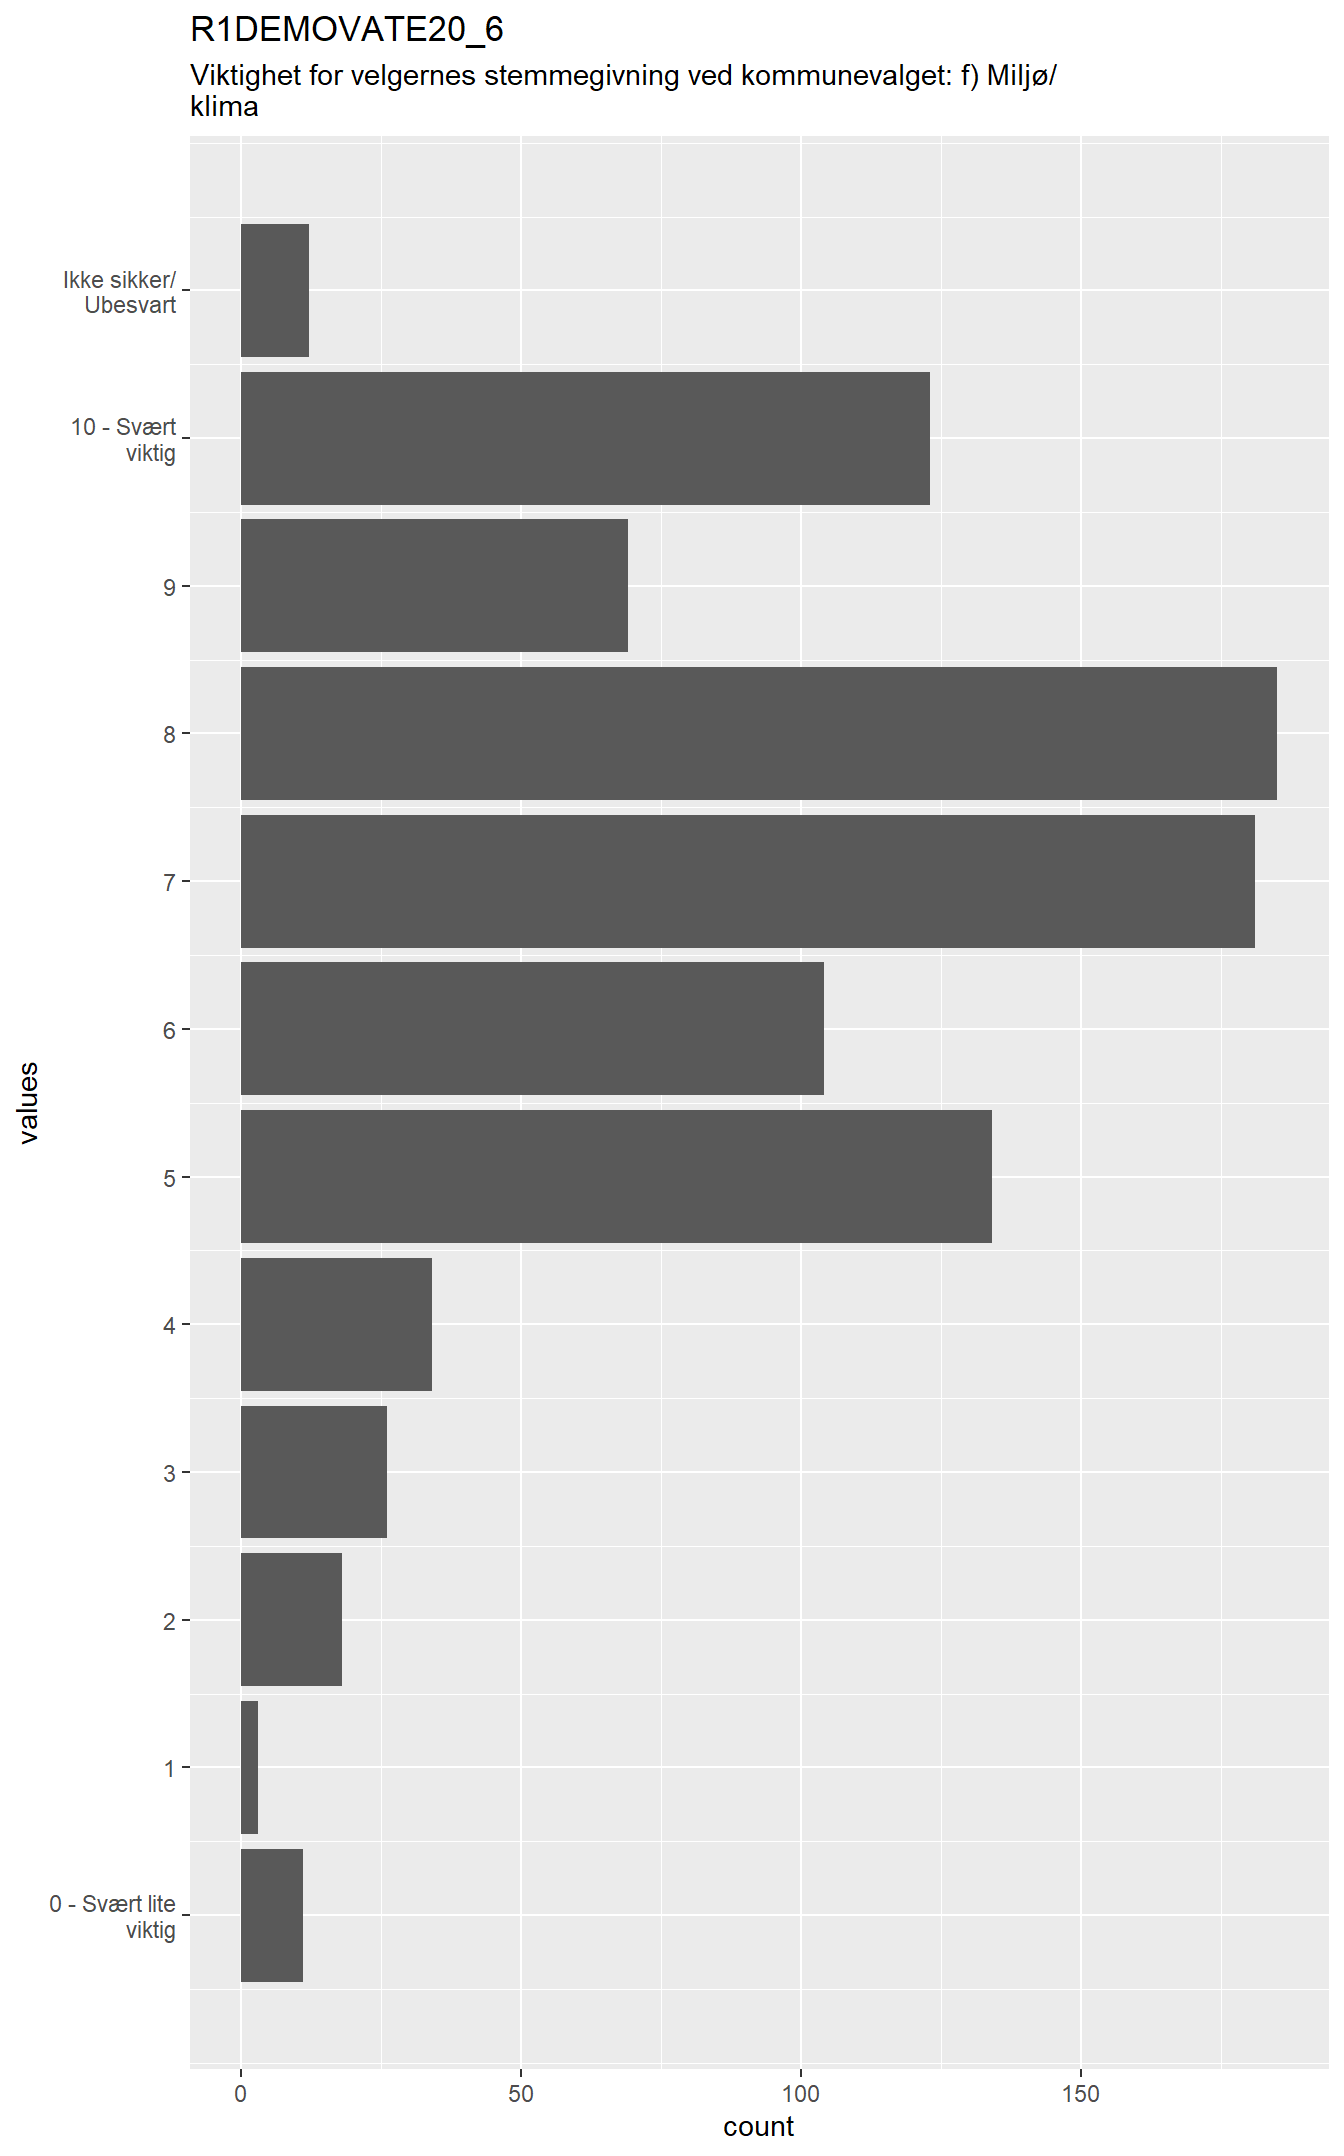 R1DEMOVATE20_6
Viktighet for velgernes stemmegivning ved kommunevalget: f) Miljø/
klima
Ikke sikker/
Ubesvart
10 - Svært
viktig
9
8
7
6
5
4
3
2
1
0 - Svært lite
viktig
values
0 50 100 150
count